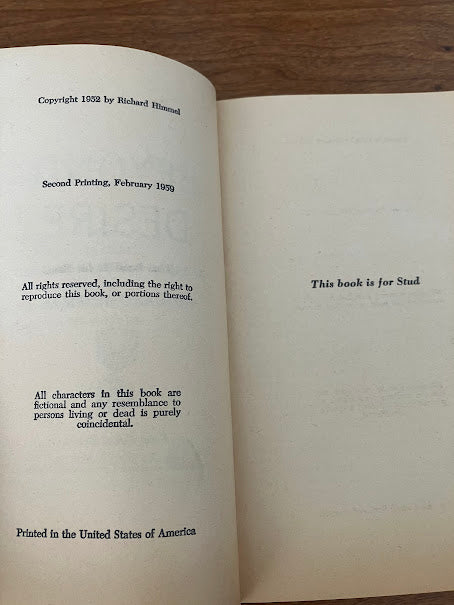 Copyright 1952 by Richard Himmel
Second Printing, February 1959
All rights reserved, including the right to
reproduce this book, or portions thereof.
All characters in this book are
fictional and any resemblance to
persons living or dead is purely
coincidental.
Printed in the United States of America
DESIRE
This book is for Stud